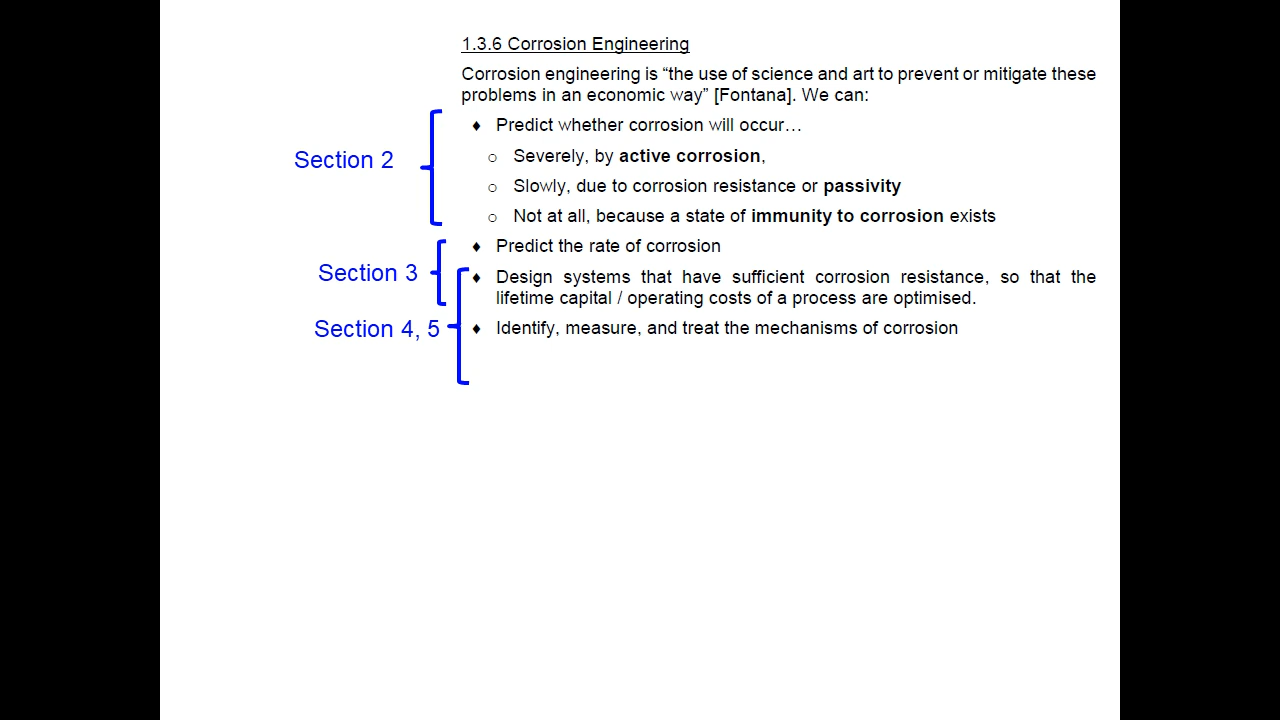 1.3.6 Corrosion Engineering
Corrosion engineering is “the use of science and art to prevent or mitigate these
problems in an economic way” [Fontana]. We can:
♦ Predict whether corrosion will occur…
Section 2
o Severely, by active corrosion,
o Slowly, due to corrosion resistance or passivity
o Not at all, because a state of immunity to corrosion exists
♦ Predict the rate of corrosion
Section 3
♦ Design systems that have sufficient corrosion resistance, so that the
lifetime capital / operating costs of a process are optimised.
Section 4, 5
♦ Identify, measure, and treat the mechanisms of corrosion